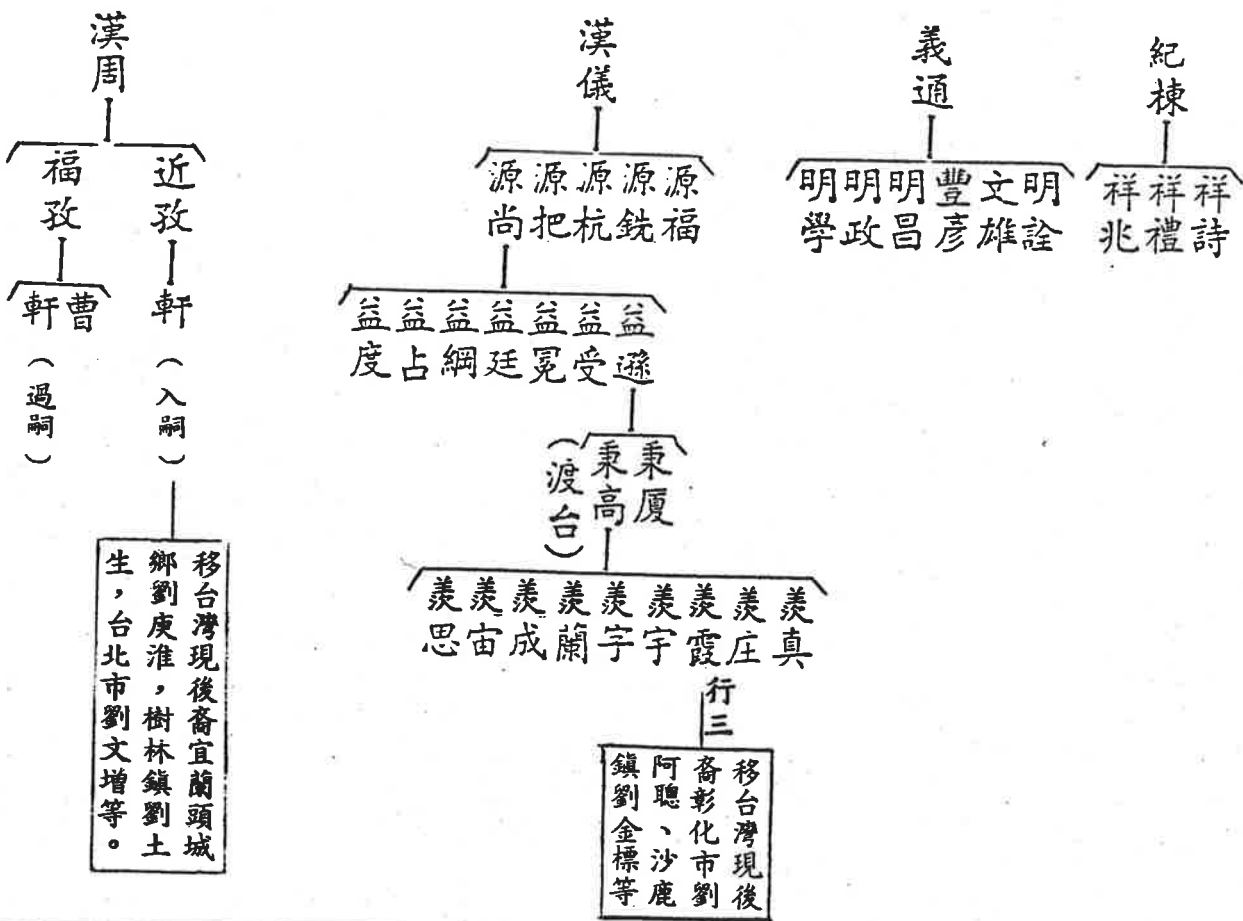 紀棟
祥詩
祥禮
祥兆
義通
明詮
文雄
豐彥
明昌
明政
明學
漢儀
源福
源銑
源杭
源把
源尚
益遜
益受
益冕
益廷
益綱
益占
益度
秉厦
秉高
（渡台）
羨真
羨庄
羨霞
羨宇
羨字
羨蘭
羨成
羨宙
羨思
行三
移台灣現後
裔彰化市劉
阿聰、沙鹿
鎮劉金標等
漢周
近孜
福孜
軒（入嗣）
曹
軒（過嗣）
移台灣現後裔宜蘭頭城
鄉劉庚淮，樹林鎮劉土
生，台北市劉文增等。